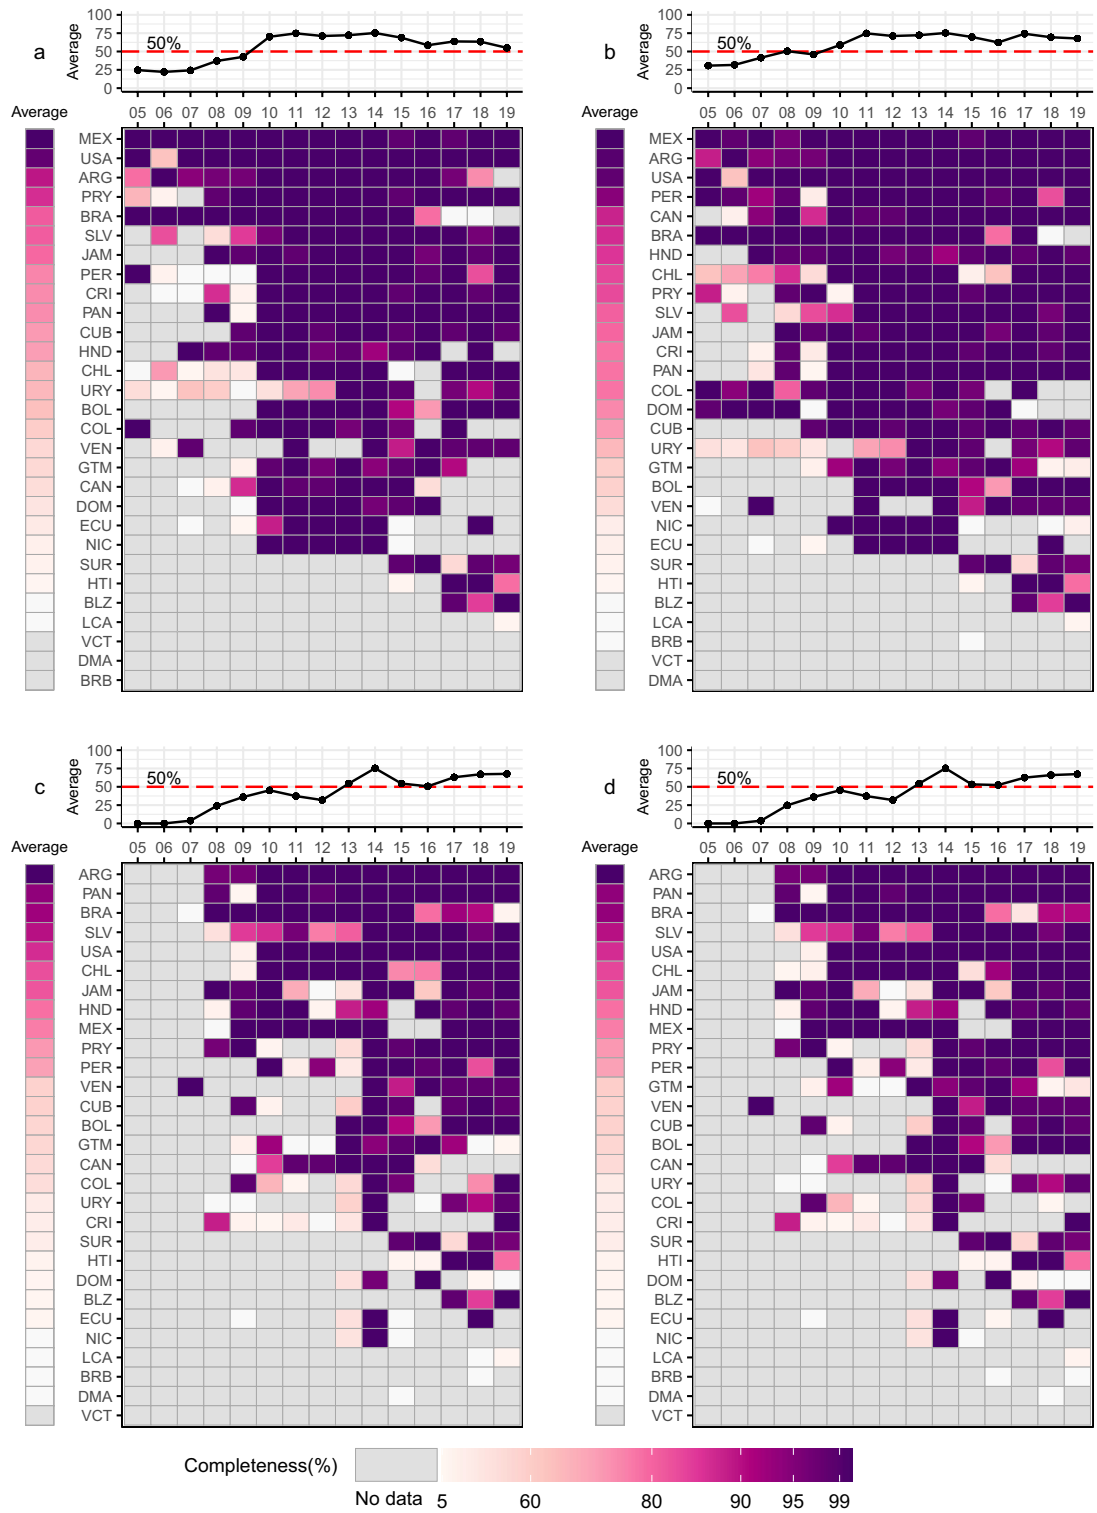 a
Average
100
75
50
25
0
50%
Average
05 06 07 08 09 10 11 12 13 14 15 16 17 18 19
MEX
USA
ARG
PRY
BRA
SLV
JAM
PER
CRI
PAN
CUB
HND
CHL
URY
BOL
COL
VEN
GTM
CAN
DOM
ECU
NIC
SUR
HTI
BLZ
LCA
VCT
DMA
BRB
b
Average
100
75
50
25
0
50%
Average
05 06 07 08 09 10 11 12 13 14 15 16 17 18 19
MEX
ARG
USA
PER
CAN
BRA
HND
CHL
PRY
SLV
JAM
CRI
PAN
COL
DOM
CUB
URY
GTM
BOL
VEN
NIC
ECU
SUR
HTI
BLZ
LCA
BRB
VCT
DMA
c
Average
100
75
50
25
0
50%
Average
05 06 07 08 09 10 11 12 13 14 15 16 17 18 19
ARG
PAN
BRA
SLV
USA
CHL
JAM
HND
MEX
PRY
PER
VEN
CUB
BOL
GTM
CAN
COL
URY
CRI
SUR
HTI
DOM
BLZ
ECU
NIC
LCA
BRB
DMA
VCT
d
Average
100
75
50
25
0
50%
Average
05 06 07 08 09 10 11 12 13 14 15 16 17 18 19
ARG
PAN
BRA
SLV
USA
CHL
JAM
HND
MEX
PRY
PER
GTM
VEN
CUB
BOL
CAN
URY
COL
CRI
SUR
HTI
DOM
BLZ
ECU
NIC
LCA
BRB
DMA
VCT
Completeness(%)
No data 5 60 80 90 95 99